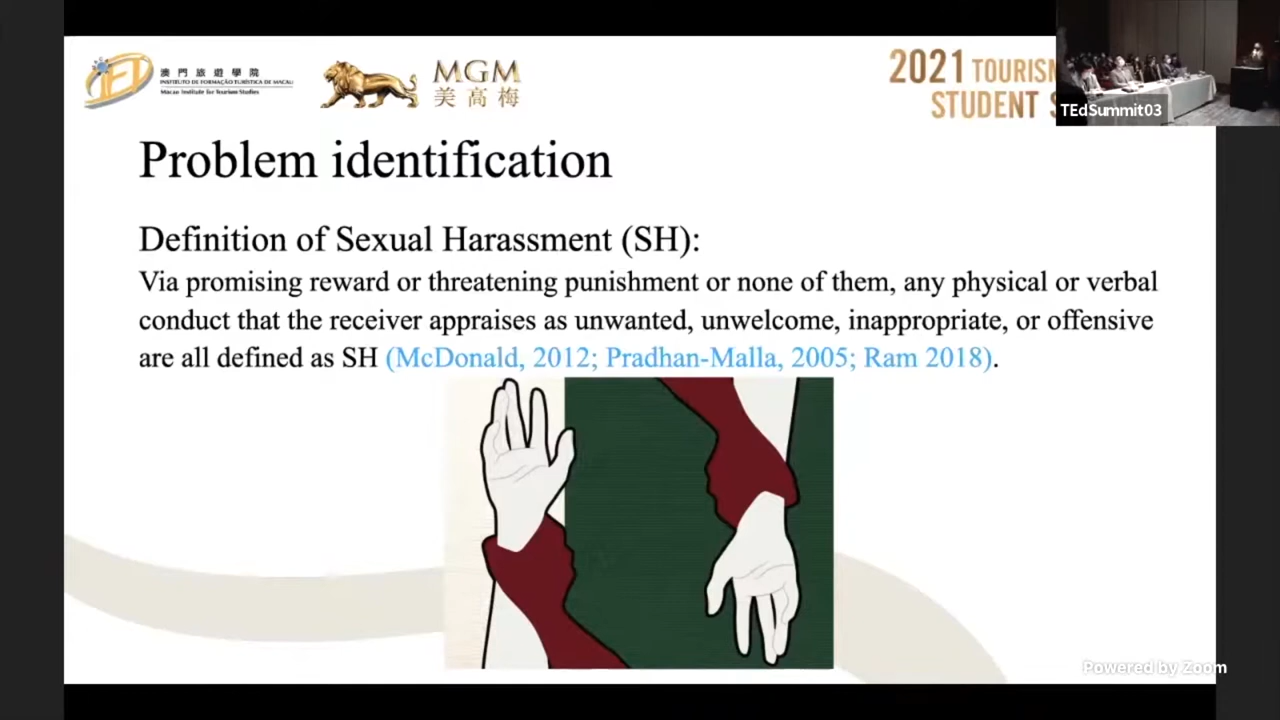 澳門旅遊學院
INSTITUTO DE FORMAÇÃO TURÍSTICA DE MACAU
Macao Institute for Tourism Studies
MGM
美高梅
2021 TOURISM
STUDENT S
TEdSummit03
Problem identification
Definition of Sexual Harassment (SH):
Via promising reward or threatening punishment or none of them, any physical or verbal
conduct that the receiver appraises as unwanted, unwelcome, inappropriate, or offensive
are all defined as SH (McDonald, 2012; Pradhan-Malla, 2005; Ram 2018).
Powered by Zoom